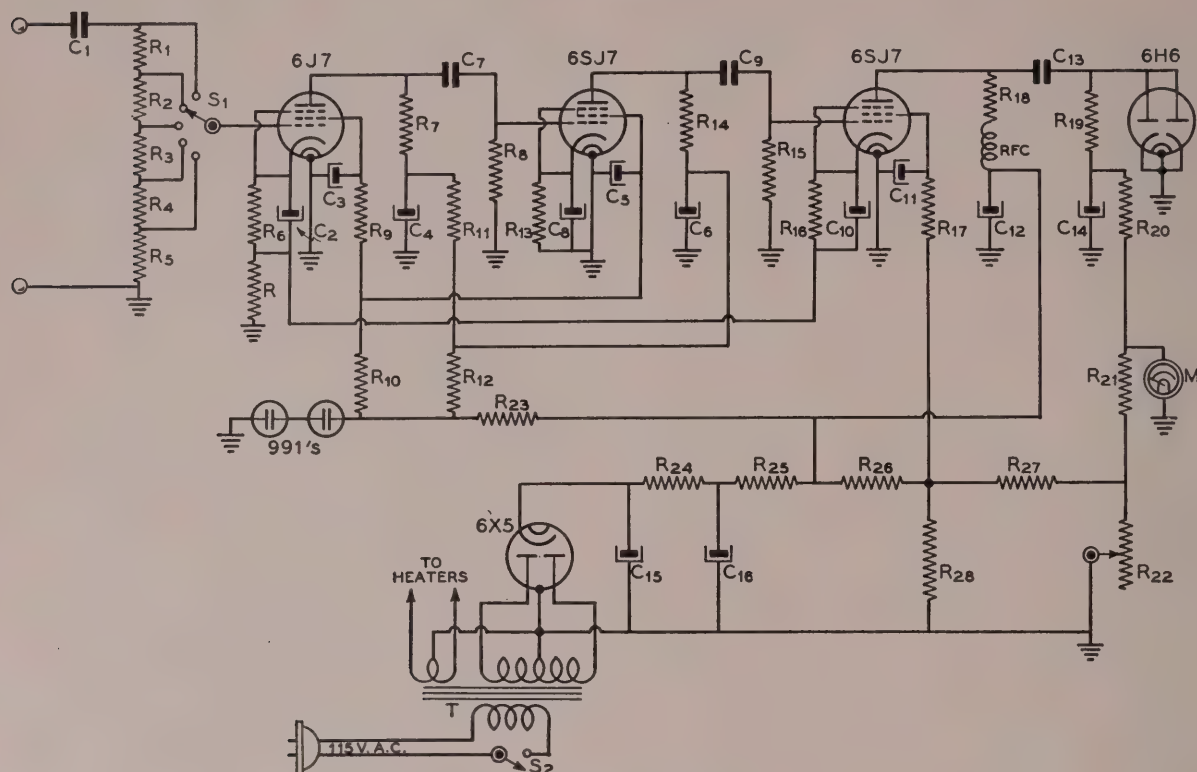 6J7
C7
6SJ7
C9
6SJ7
C13
6H6
C1
R1
R2
S1
R3
R4
R5
R7
R14
R18
R19
RFC
R8
R15
C3
C5
C11
R6
C2
R9
C4
R11
R13
C8
C6
R16
C10
R17
C12
C14
R20
R
R10
R12
R21
M
991's
R23
R24
R25
R26
R27
6X5
C15
C16
R28
R22
TO
HEATERS
T
115V. A.C.
S2